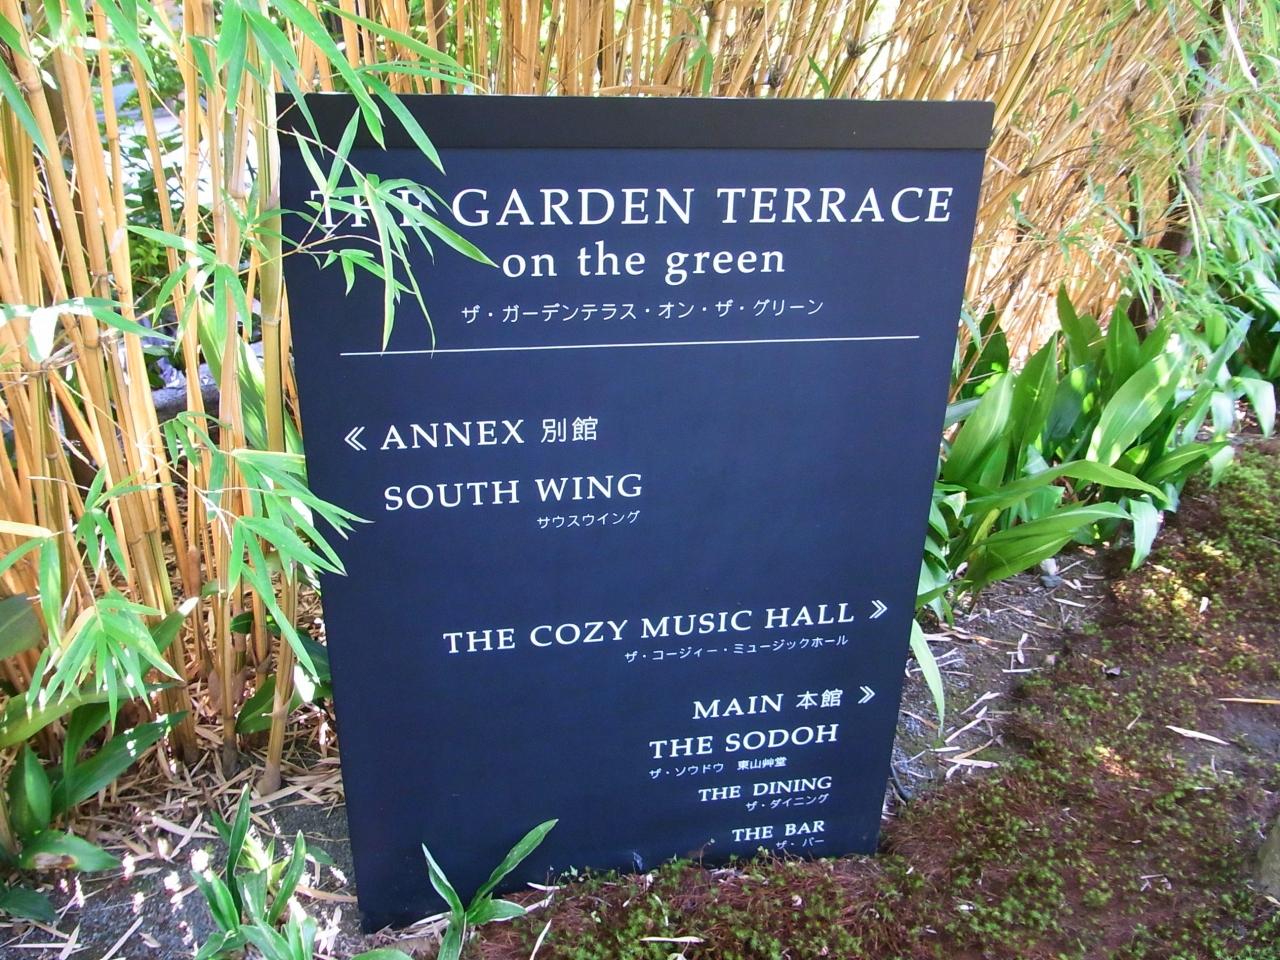 THE GARDEN TERRACE
on the green
ザ・ガーデンテラス・オン・ザ・グリーン
≪ ANNEX 別館
SOUTH WING
サウスウイング
THE COZY MUSIC HALL ≫
ザ・コージィー・ミュージックホール
MAIN 本館 ≫
THE SODOH
ザ・ソウドウ 東山艸堂
THE DINING
ザ・ダイニング
THE BAR
ザ・バー